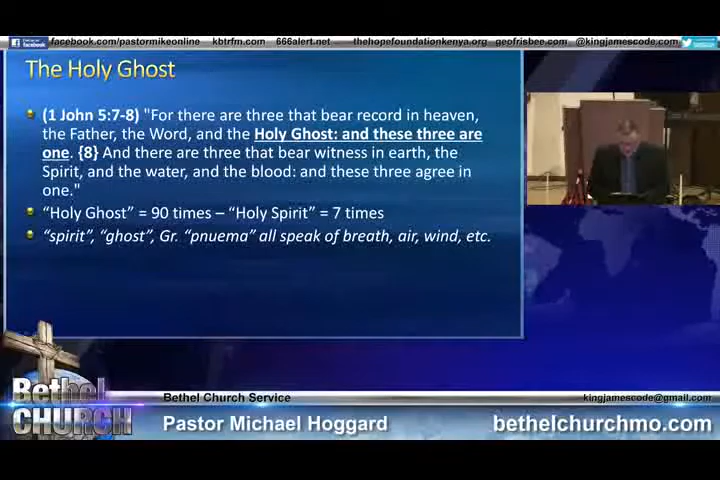 facebook.com/pastormikeonline kbtrfm.com 666alert.net thehopefoundationkenya.org geofrisbee.com @kingjamescode.com
The Holy Ghost
(1 John 5:7-8) "For there are three that bear record in heaven,
the Father, the Word, and the Holy Ghost: and these three are
one. {8} And there are three that bear witness in earth, the
Spirit, and the water, and the blood: and these three agree in
one."
“Holy Ghost” = 90 times – “Holy Spirit” = 7 times
“spirit”, “ghost”, Gr. “pnuema” all speak of breath, air, wind, etc.
Bethel
CHURCH
Bethel Church Service
kingjamescode@gmail.com
Pastor Michael Hoggard
bethelchurchmo.com